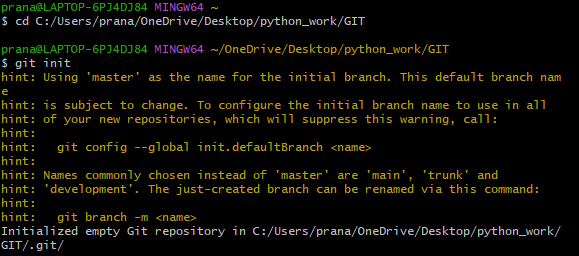 prana@LAPTOP-6PJ4DJ84 MINGW64 ~
$ cd C:/Users/prana/OneDrive/Desktop/python_work/GIT
prana@LAPTOP-6PJ4DJ84 MINGW64 ~/OneDrive/Desktop/python_work/GIT
$ git init
hint: Using 'master' as the name for the initial branch. This default branch nam
e
hint: is subject to change. To configure the initial branch name to use in all
hint: of your new repositories, which will suppress this warning, call:
hint:
hint:   git config --global init.defaultBranch <name>
hint:
hint: Names commonly chosen instead of 'master' are 'main', 'trunk' and
hint: 'development'. The just-created branch can be renamed via this command:
hint:
hint:   git branch -m <name>
Initialized empty Git repository in C:/Users/prana/OneDrive/Desktop/python_work/
GIT/.git/